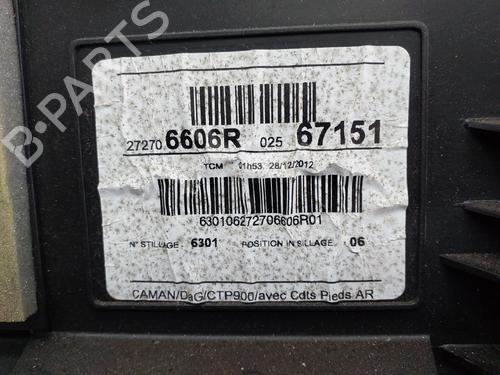 B-PARTS
27270 6606R 025 67151
TCM 01h53 28/12/2012
630106272706606R01
N° STILLAGE 6301 POSITION IN SILLAGE 06
CAMAN/DaG/CTP900/avec Cdts Pieds AR